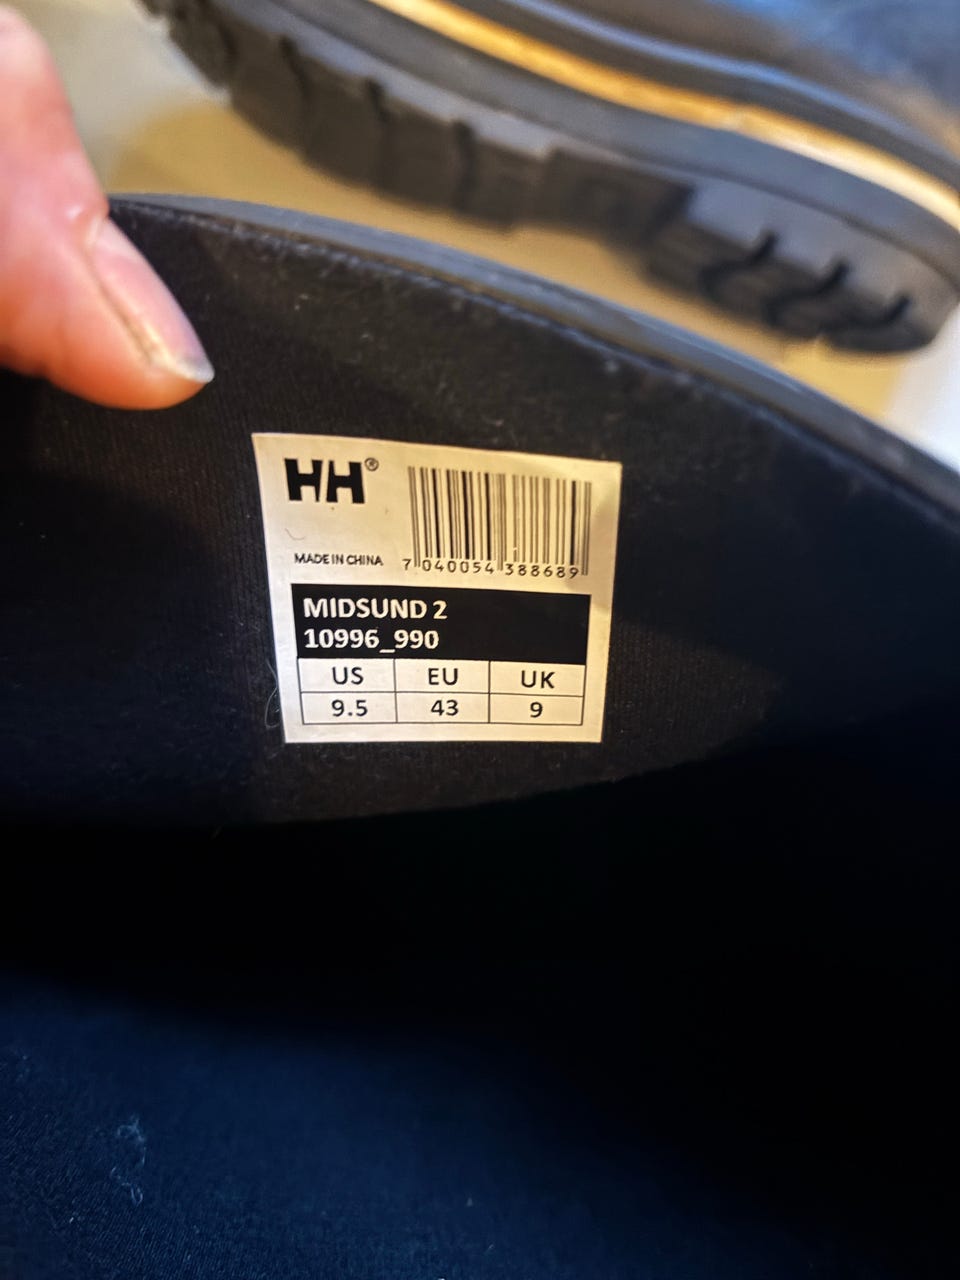 HH®
MADE IN CHINA
7 040054 388689
MIDSUND 2
10996_990
US EU UK
9.5 43 9